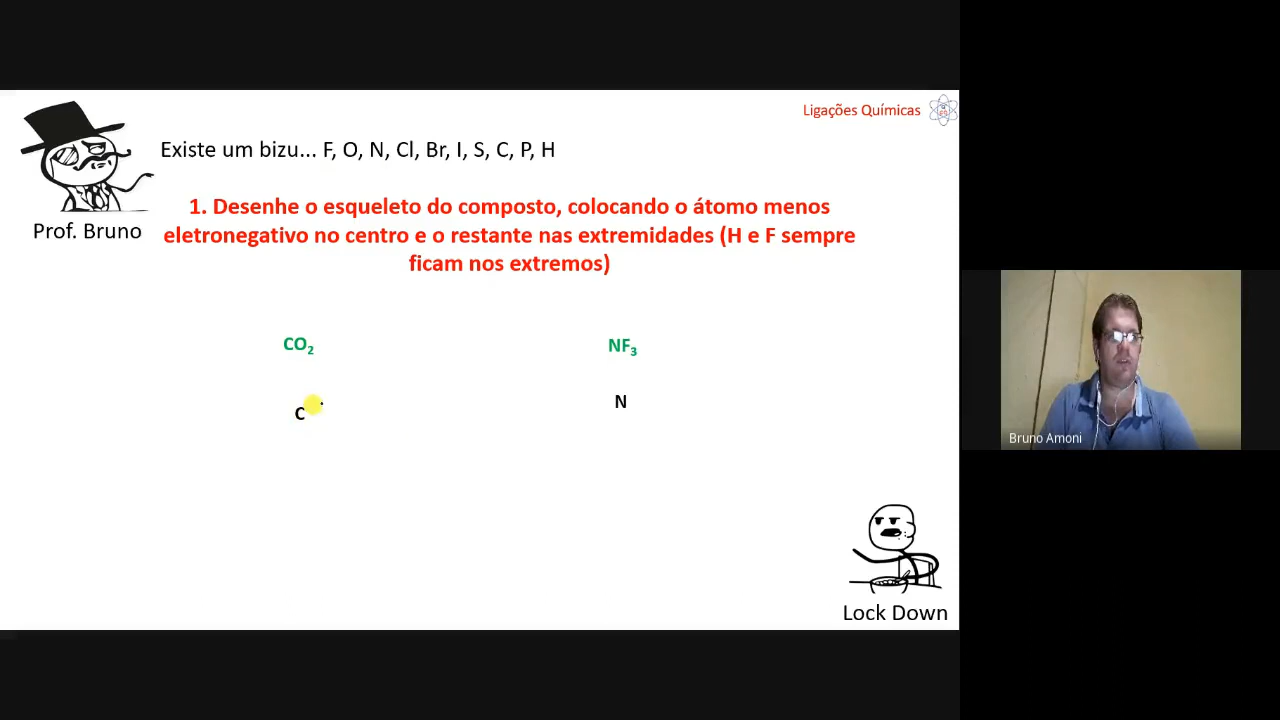 Ligações Químicas
Existe um bizu... F, O, N, Cl, Br, I, S, C, P, H
1. Desenhe o esqueleto do composto, colocando o átomo menos
eletronegativo no centro e o restante nas extremidades (H e F sempre
ficam nos extremos)
Prof. Bruno
CO₂
NF₃
C
N
Bruno Amoni
Lock Down